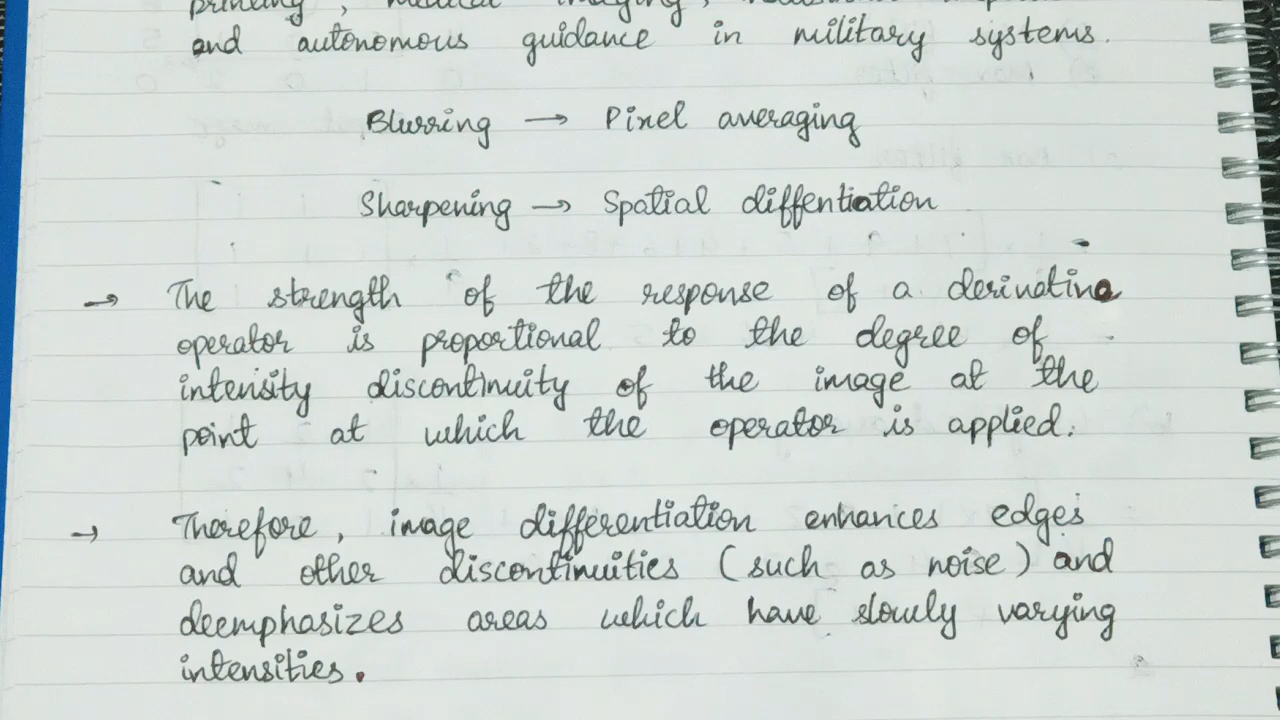 printing, medical imaging,
and autonomous guidance in military systems.
Blurring → Pixel averaging
Sharpening → Spatial diffentiation
→ The strength of the response of a derivative
operator is proportional to the degree of
intensity discontinuity of the image at the
point at which the operator is applied.
→ Therefore, image differentiation enhances edges
and other discontinuities (such as noise) and
deemphasizes areas which have slowly varying
intensities.